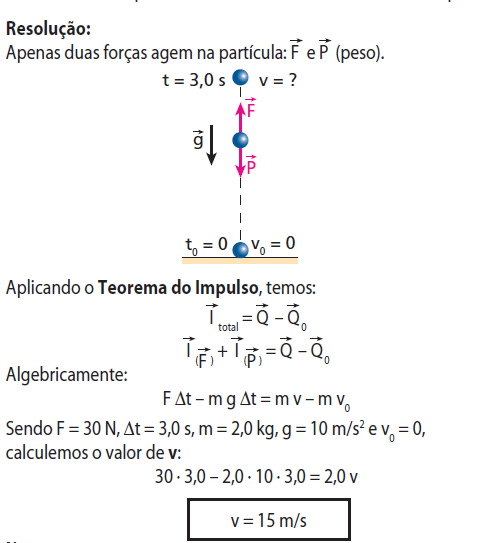 Resolução:
Apenas duas forças agem na partícula: F⃗ e P⃗ (peso).
t = 3,0 s v = ?
F⃗
g⃗
P⃗
t₀ = 0 v₀ = 0
Aplicando o Teorema do Impulso, temos:
I⃗ total = Q⃗ – Q⃗₀
I⃗ (F⃗) + I⃗ (P⃗) = Q⃗ – Q⃗₀
Algebricamente:
F Δt – m g Δt = m v – m v₀
Sendo F = 30 N, Δt = 3,0 s, m = 2,0 kg, g = 10 m/s² e v₀ = 0,
calculemos o valor de v:
30 · 3,0 – 2,0 · 10 · 3,0 = 2,0 v
v = 15 m/s